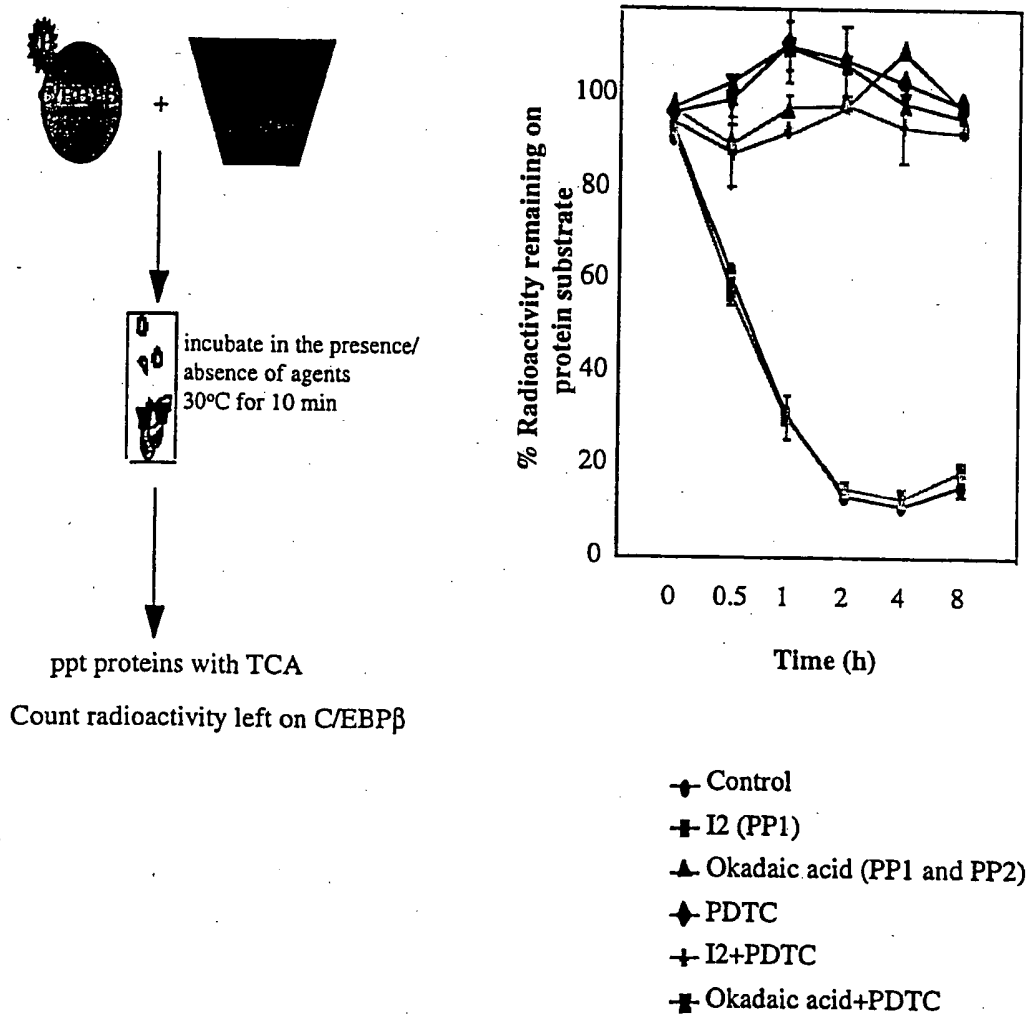 +
incubate in the presence/
absence of agents
30°C for 10 min
ppt proteins with TCA
Count radioactivity left on C/EBPβ
% Radioactivity remaining on
protein substrate
100
80
60
40
20
0
0 0.5 1 2 4 8
Time (h)
Control
I2 (PP1)
Okadaic acid (PP1 and PP2)
PDTC
I2+PDTC
Okadaic acid+PDTC